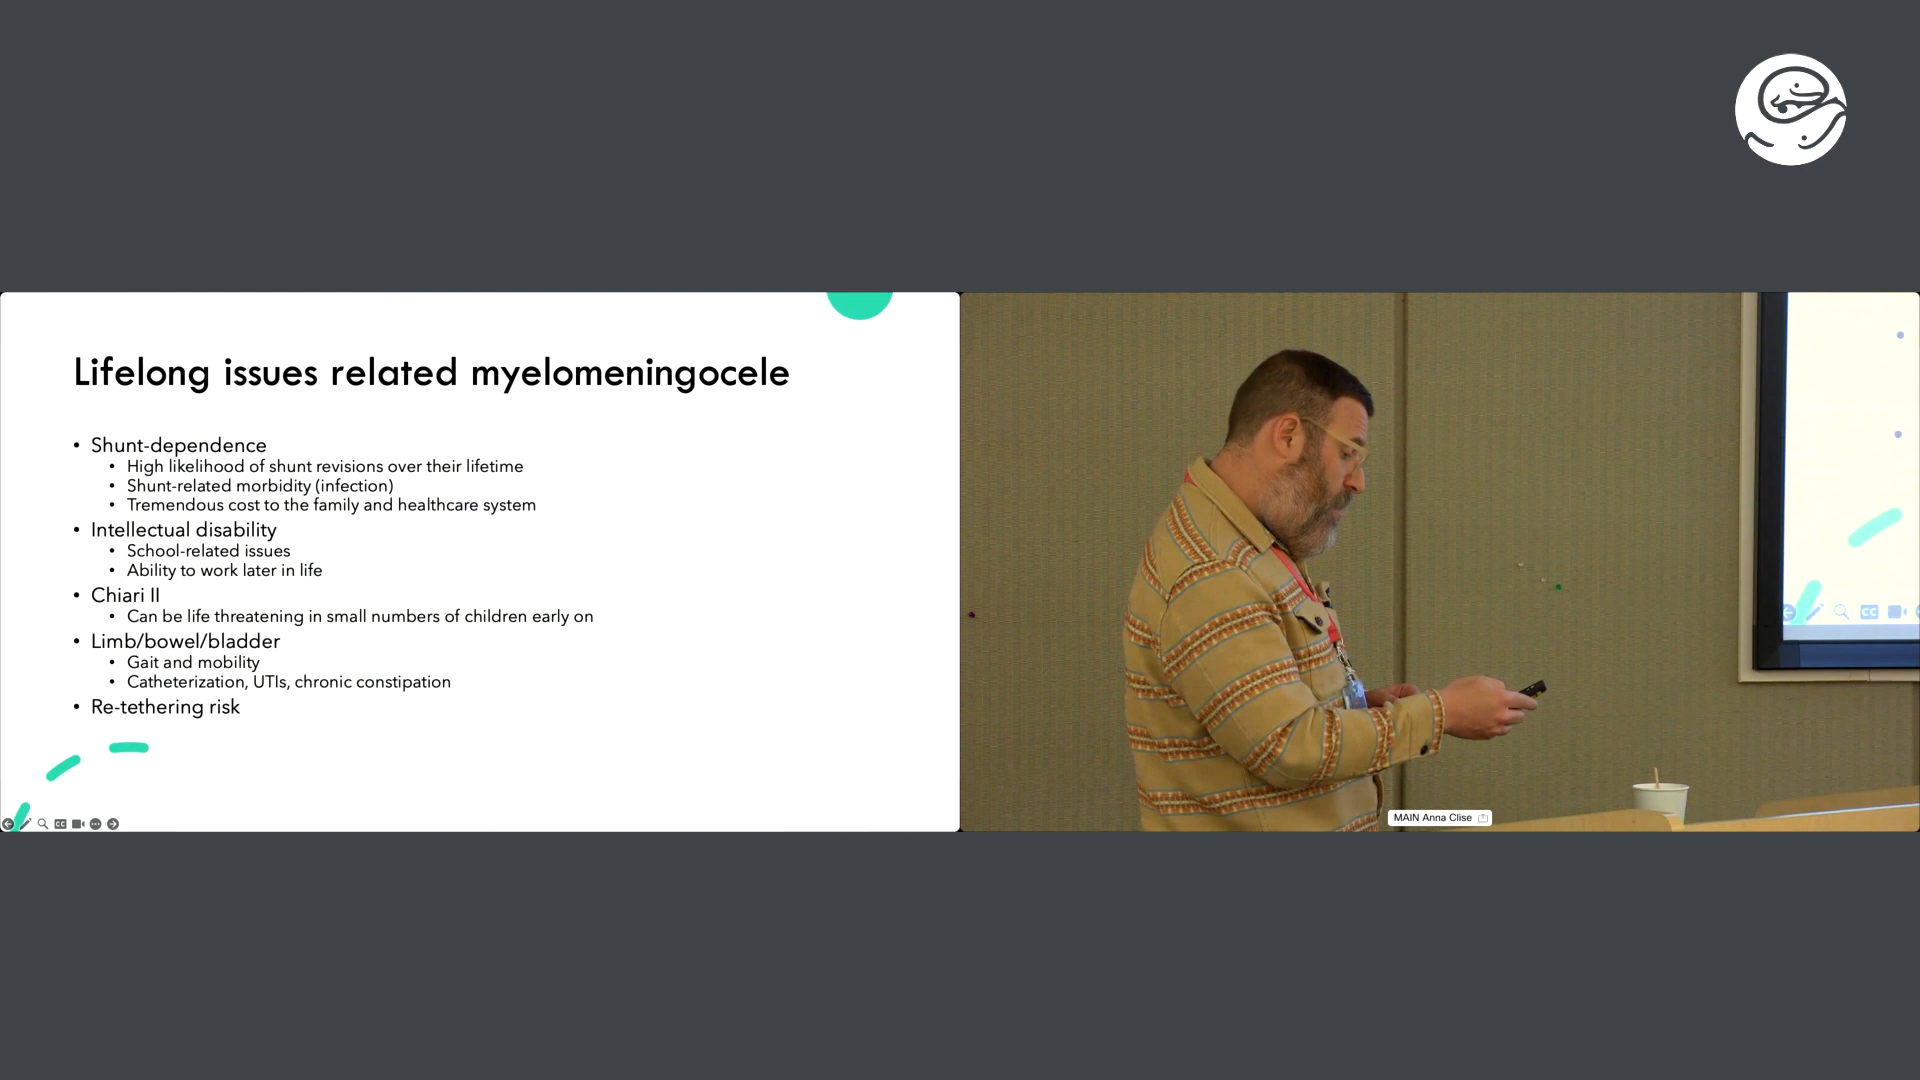 Lifelong issues related myelomeningocele
• Shunt-dependence
• High likelihood of shunt revisions over their lifetime
• Shunt-related morbidity (infection)
• Tremendous cost to the family and healthcare system
• Intellectual disability
• School-related issues
• Ability to work later in life
• Chiari II
• Can be life threatening in small numbers of children early on
• Limb/bowel/bladder
• Gait and mobility
• Catheterization, UTIs, chronic constipation
• Re-tethering risk
CC
CC
MAIN Anna Clise